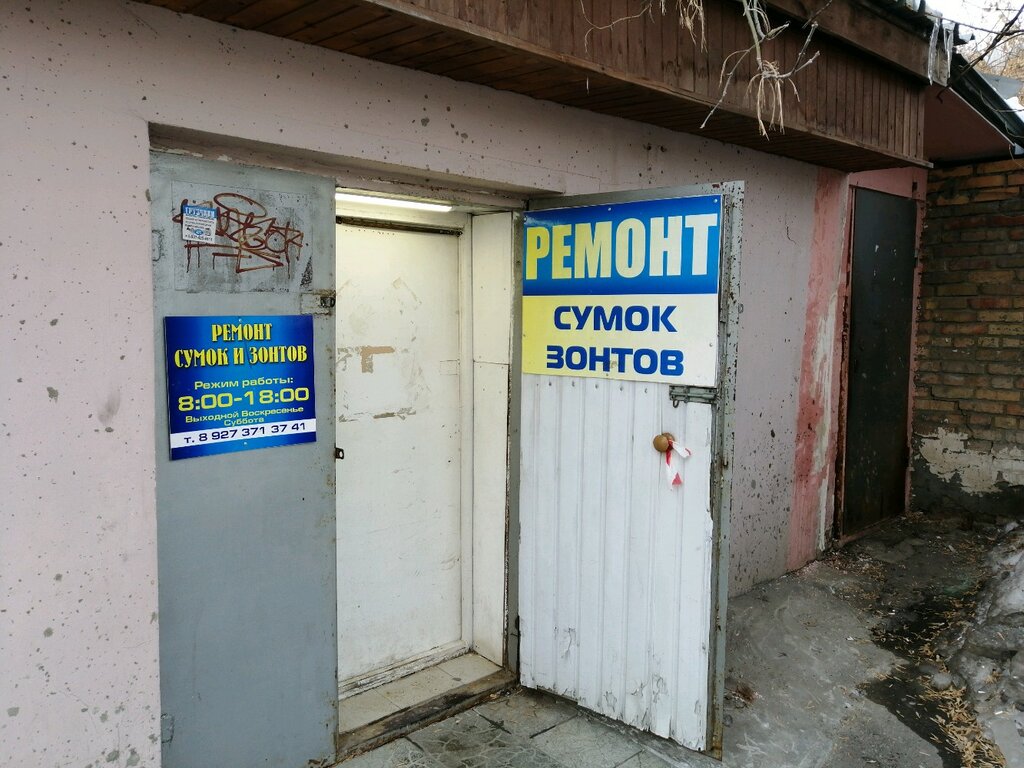 РЕМОНТ
СУМОК И ЗОНТОВ
Режим работы:
8:00-18:00
Выходной Воскресенье
Суббота
т. 8 927 371 37 41
РЕМОНТ
СУМОК
ЗОНТОВ